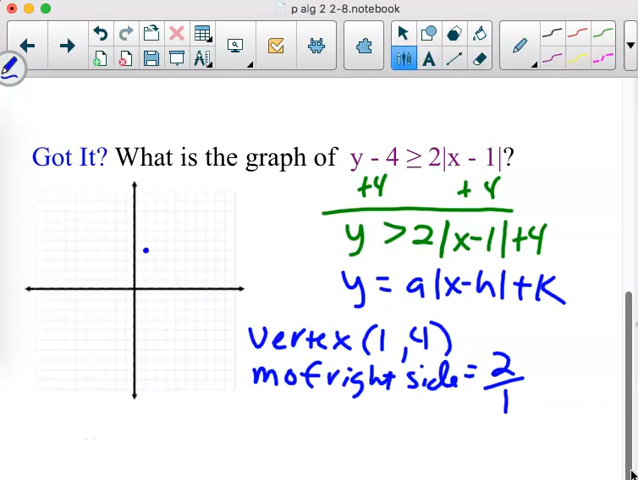 p alg 2 2-8.notebook
A
Got It? What is the graph of y - 4 ≥ 2|x - 1|?
+4 + 4
y > 2|x-1|+4
y = a|x-h|+K
vertex (1,4)
m of right side = 2/1